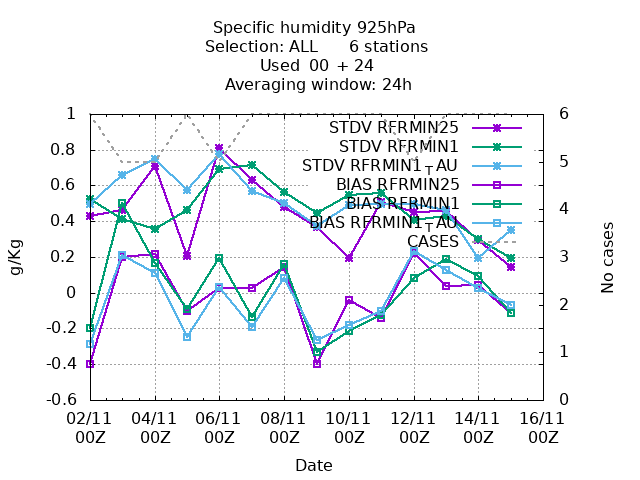 Specific humidity 925hPa
Selection: ALL 6 stations
Used 00 + 24
Averaging window: 24h
1
0.8
0.6
0.4
0.2
0
-0.2
-0.4
-0.6
g/Kg
6
5
4
3
2
1
0
No cases
STDV RFRMIN25
STDV RFRMIN1
STDV RFRMIN1TAU
BIAS RFRMIN25
BIAS RFRMIN1
BIAS RFRMIN1TAU
CASES
02/11 04/11 06/11 08/11 10/11 12/11 14/11 16/11
00Z 00Z 00Z 00Z 00Z 00Z 00Z 00Z
Date